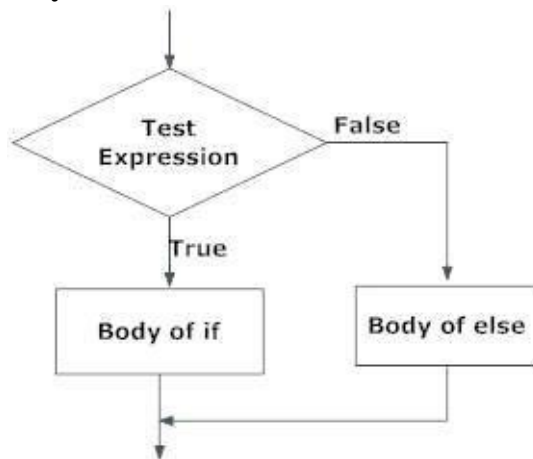 Test
Expression
False
True
Body of if
Body of else